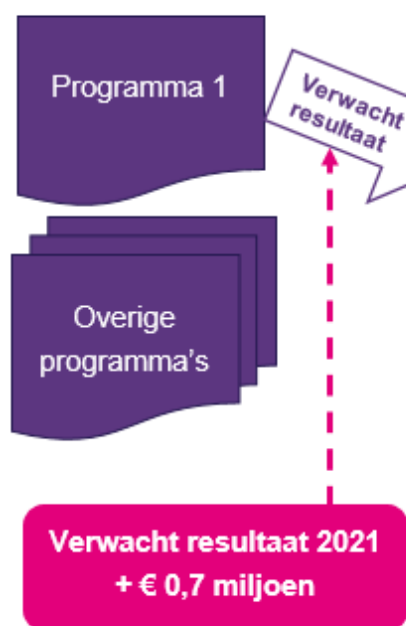 Programma 1
Verwacht
resultaat
Overige
programma's
Verwacht resultaat 2021
+ € 0,7 miljoen